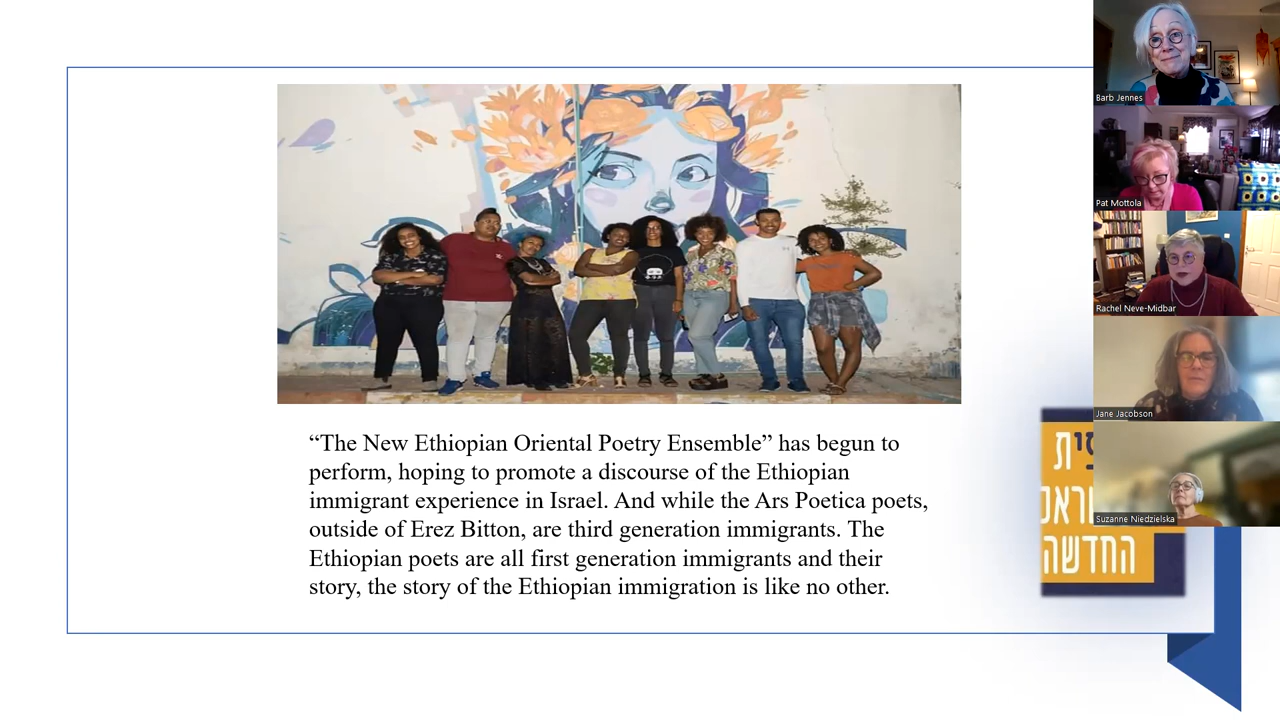 “The New Ethiopian Oriental Poetry Ensemble” has begun to
perform, hoping to promote a discourse of the Ethiopian
immigrant experience in Israel. And while the Ars Poetica poets,
outside of Erez Bitton, are third generation immigrants. The
Ethiopian poets are all first generation immigrants and their
story, the story of the Ethiopian immigration is like no other.
החדשה
Barb Jennes
Pat Mottola
Rachel Neve-Midbar
Jane Jacobson
Suzanne Niedzielska